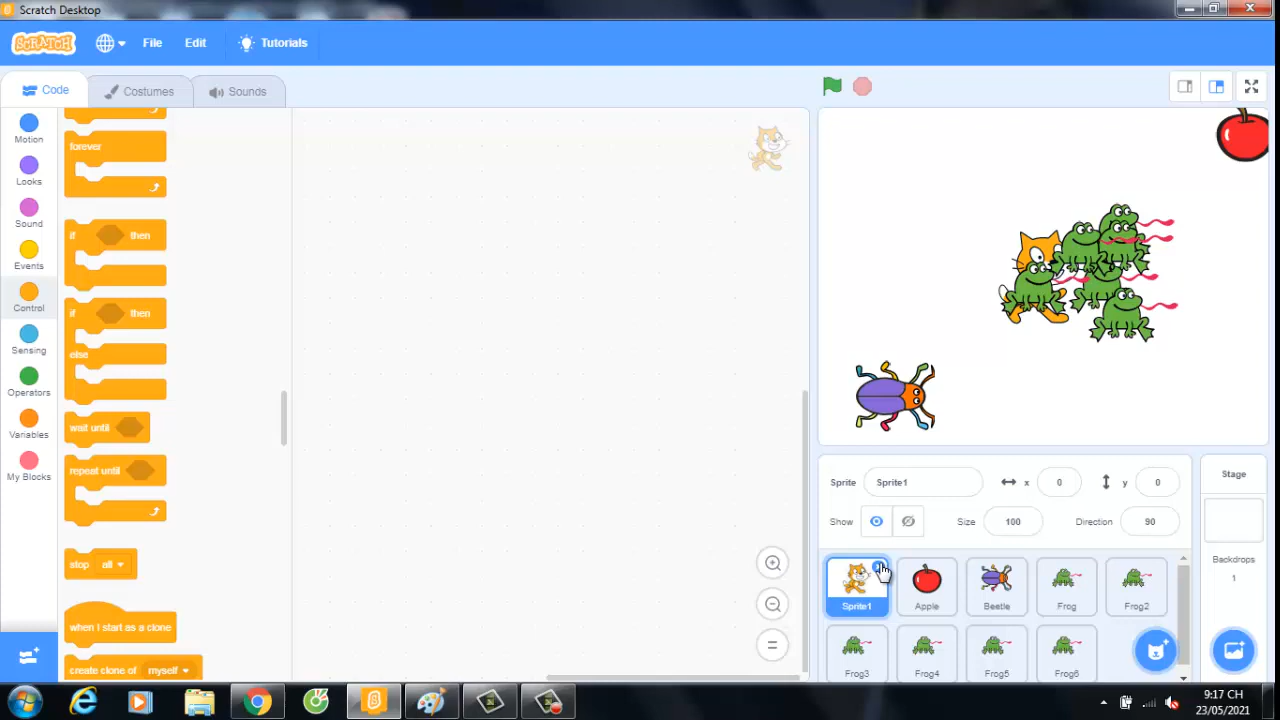 Scratch Desktop
SCRATCH File Edit Tutorials
Code Costumes Sounds
Motion
Looks
Sound
Events
Control
Sensing
Operators
Variables
My Blocks
forever
if then
if then
else
wait until
repeat until
stop all
when I start as a clone
create clone of myself
Sprite Sprite1 x 0 y 0
Show Size 100 Direction 90
Sprite1 Apple Beetle Frog Frog2
Frog3 Frog4 Frog5 Frog6
Stage
Backdrops
1
9:17 CH
23/05/2021